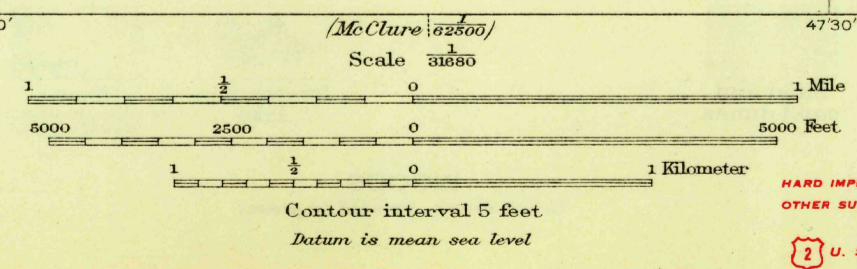 0'
(McClure 1/62500)
47'30'
Scale 1/31680
1 1/2 0 1 Mile
5000 2500 0 5000 Feet
1 1/2 0 1 Kilometer
HARD IMP
OTHER SU
Contour interval 5 feet
Datum is mean sea level
2 U.